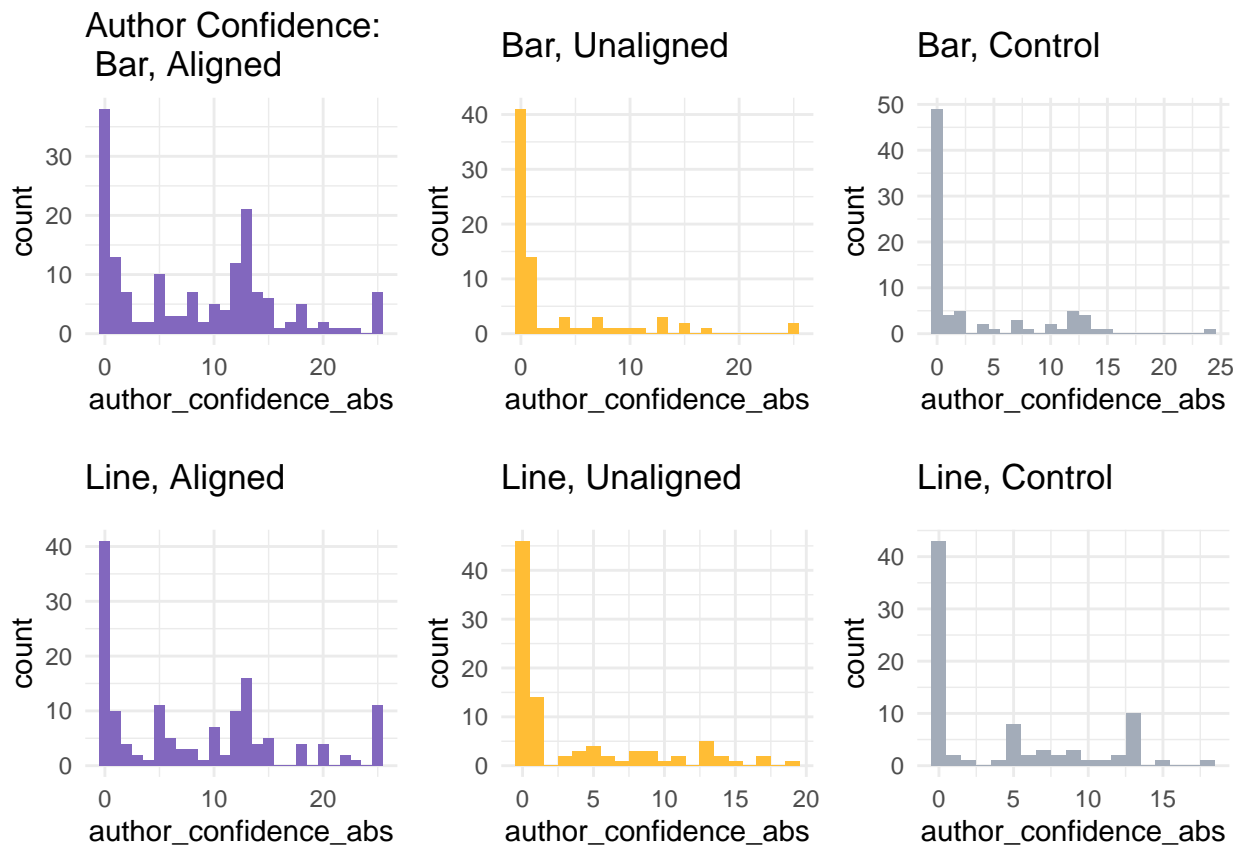 Author Confidence:
Bar, Aligned
Bar, Unaligned
Bar, Control
count
30
20
10
0
0 10 20
author_confidence_abs
count
40
30
20
10
0
0 10 20
author_confidence_abs
count
50
40
30
20
10
0
0 5 10 15 20 25
author_confidence_abs
Line, Aligned
Line, Unaligned
Line, Control
count
40
30
20
10
0
0 10 20
author_confidence_abs
count
40
30
20
10
0
0 5 10 15 20
author_confidence_abs
count
40
30
20
10
0
0 5 10 15
author_confidence_abs